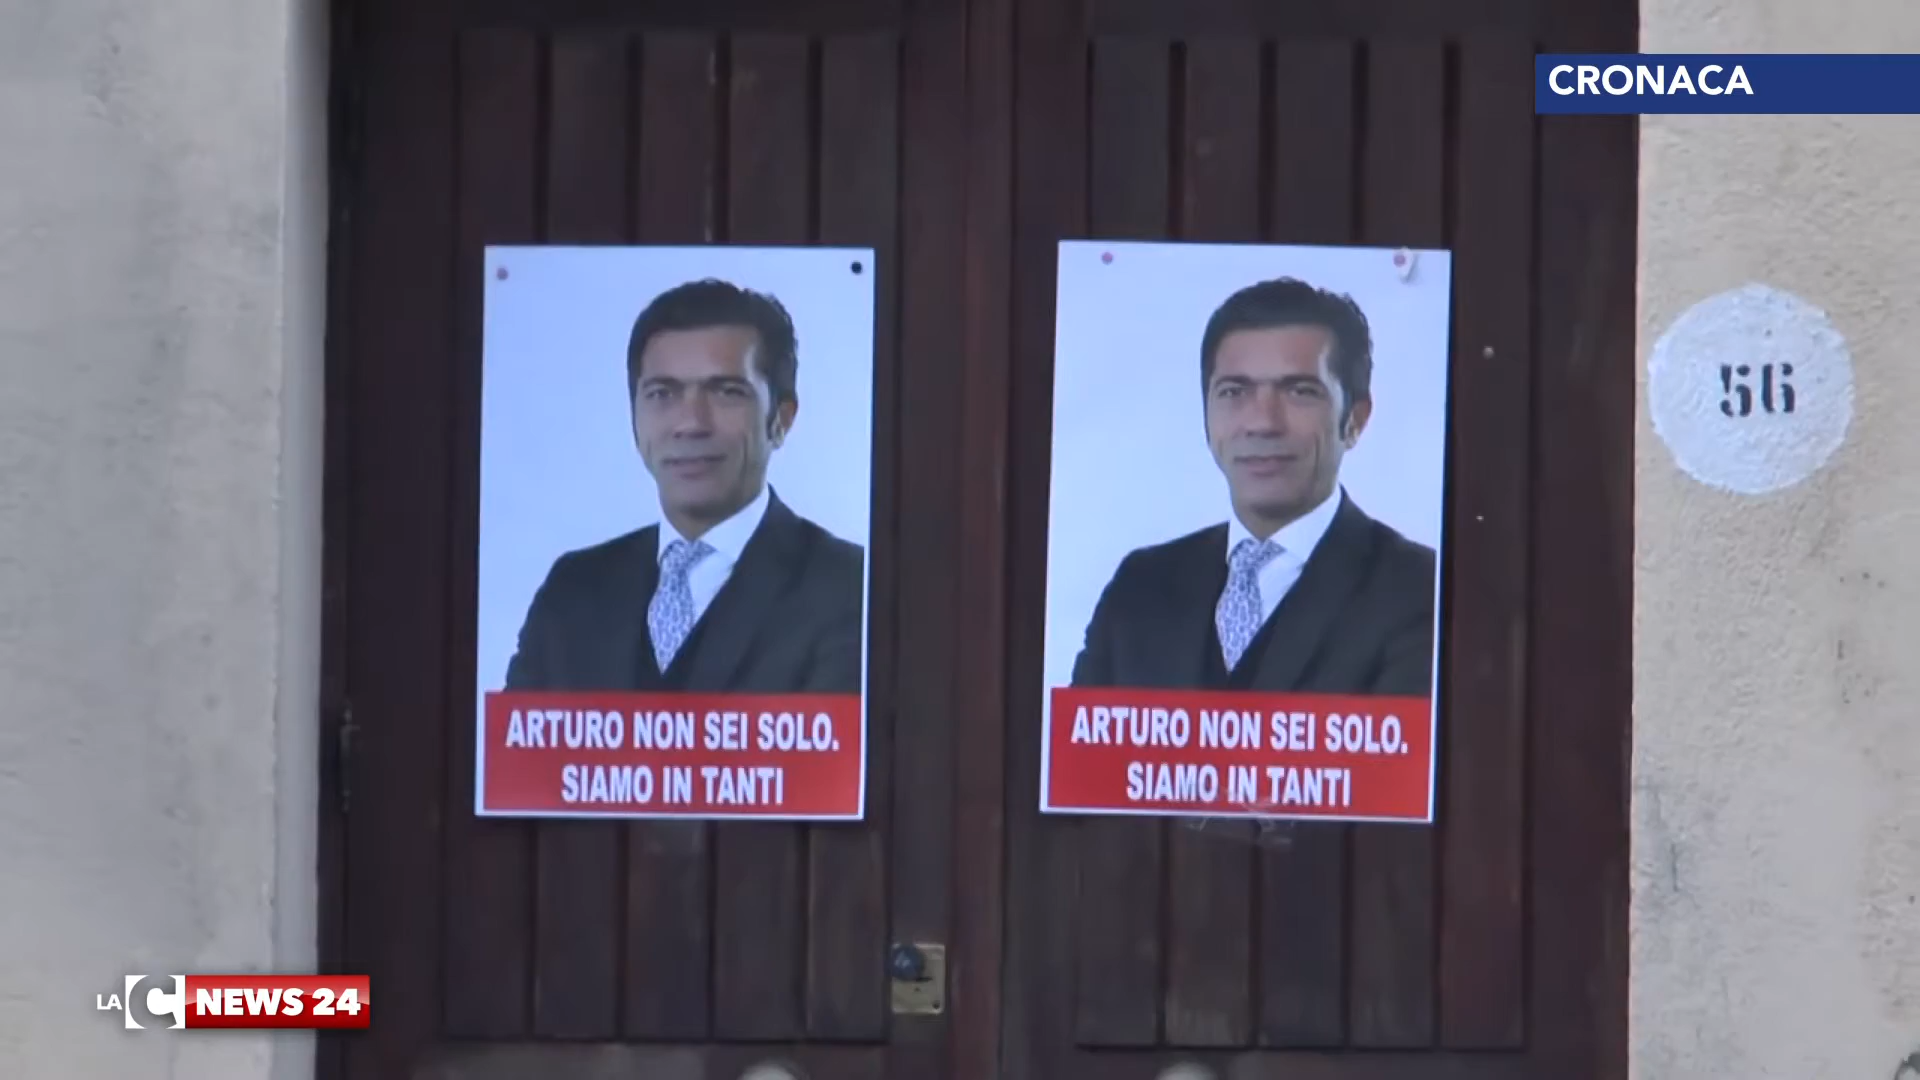 CRONACA
56
ARTURO NON SEI SOLO.
SIAMO IN TANTI
ARTURO NON SEI SOLO.
SIAMO IN TANTI
LA C NEWS 24